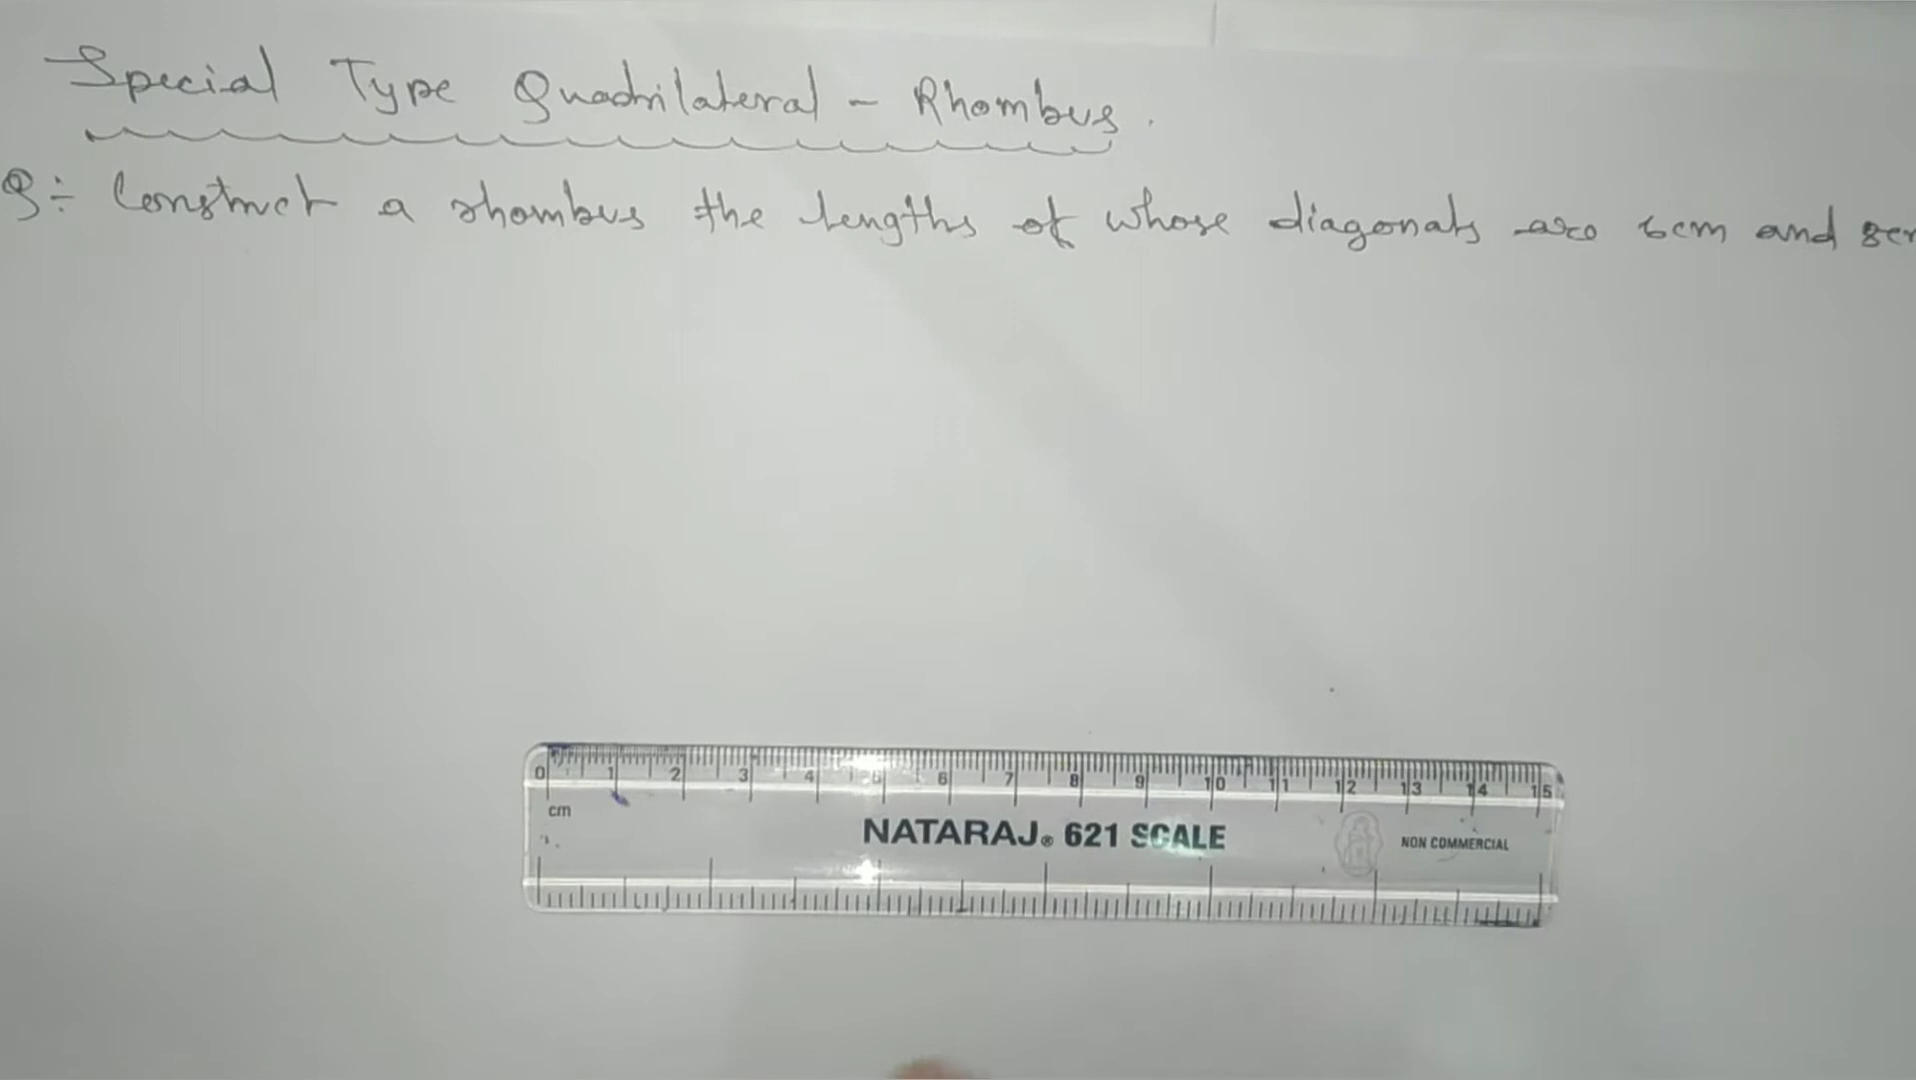 Special Type Quadrilateral - Rhombus.
Q÷ Construct a rhombus the lengths of whose diagonals are 6cm and 8cm
0 1 2 3 4 5 6 7 8 9 10 11 12 13 14 15
cm
NATARAJ® 621 SCALE
NON COMMERCIAL